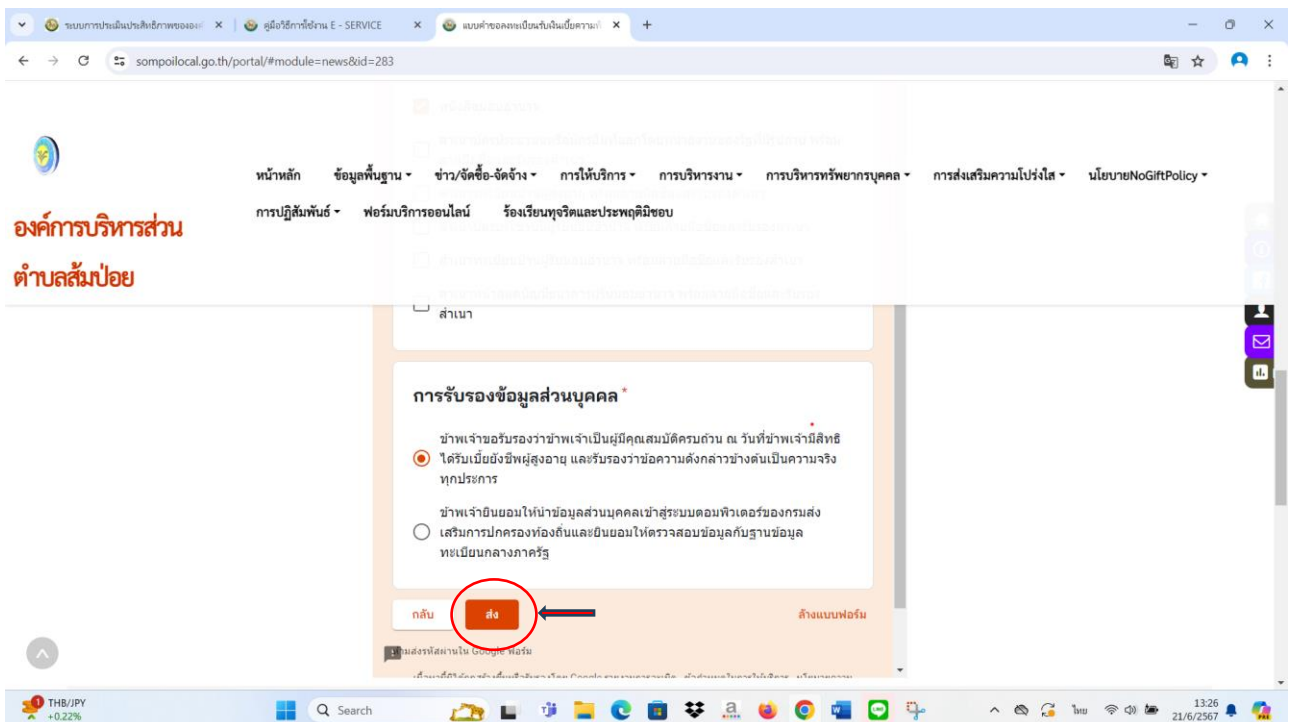 ระบบการประเมินประสิทธิภาพขององค์
คู่มือวิธีการใช้งาน E - SERVICE
แบบคำขอลงทะเบียนรับเงินเบี้ยความ
sompoilocal.go.th/portal/#module=news&id=283
องค์การบริหารส่วน
ตำบลส้มป่อย
หน้าหลัก ข้อมูลพื้นฐาน ข่าว/จัดซื้อ-จัดจ้าง การให้บริการ การบริหารงาน การบริหารทรัพยากรบุคคล การส่งเสริมความโปร่งใส นโยบายNoGiftPolicy
การปฏิสัมพันธ์ ฟอร์มบริการออนไลน์ ร้องเรียนทุจริตและประพฤติมิชอบ
สำเนา
การรับรองข้อมูลส่วนบุคคล *
ข้าพเจ้าขอรับรองว่าข้าพเจ้าเป็นผู้มีคุณสมบัติครบถ้วน ณ วันที่ข้าพเจ้ามีสิทธิ
ได้รับเบี้ยยังชีพผู้สูงอายุ และรับรองว่าข้อความดังกล่าวข้างต้นเป็นความจริง
ทุกประการ
ข้าพเจ้ายินยอมให้นำข้อมูลส่วนบุคคลเข้าสู่ระบบคอมพิวเตอร์ของกรมส่ง
เสริมการปกครองท้องถิ่นและยินยอมให้ตรวจสอบข้อมูลกับฐานข้อมูล
ทะเบียนกลางภาครัฐ
กลับ ส่ง ล้างแบบฟอร์ม
ห้ามส่งรหัสผ่านใน Google ฟอร์ม
THB/JPY
+0.22%
Search
ไทย
13:26
21/6/2567